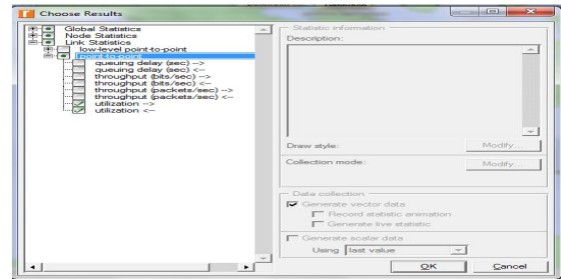 Choose Results
Global Statistics
Node Statistics
Link Statistics
low-level point-to-point
point-to-point
queuing delay (sec) -->
queuing delay (sec) <--
throughput (bits/sec) -->
throughput (bits/sec) <--
throughput (packets/sec) -->
throughput (packets/sec) <--
utilization -->
utilization <--
Statistic information
Description:
Draw style:
Modify...
Collection mode:
Modify...
Data collection
Generate vector data
Record statistic animation
Generate live statistic
Generate scalar data
Using last value
OK
Cancel